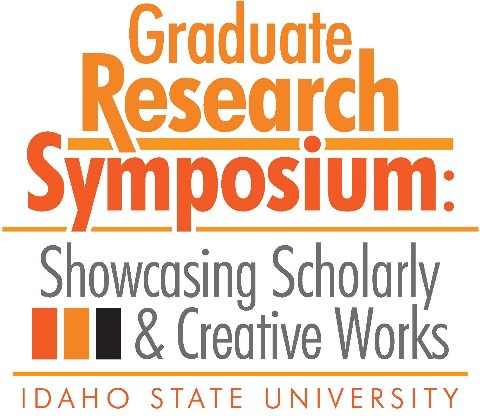 Graduate
Research
Symposium:
Showcasing Scholarly
& Creative Works
IDAHO STATE UNIVERSITY